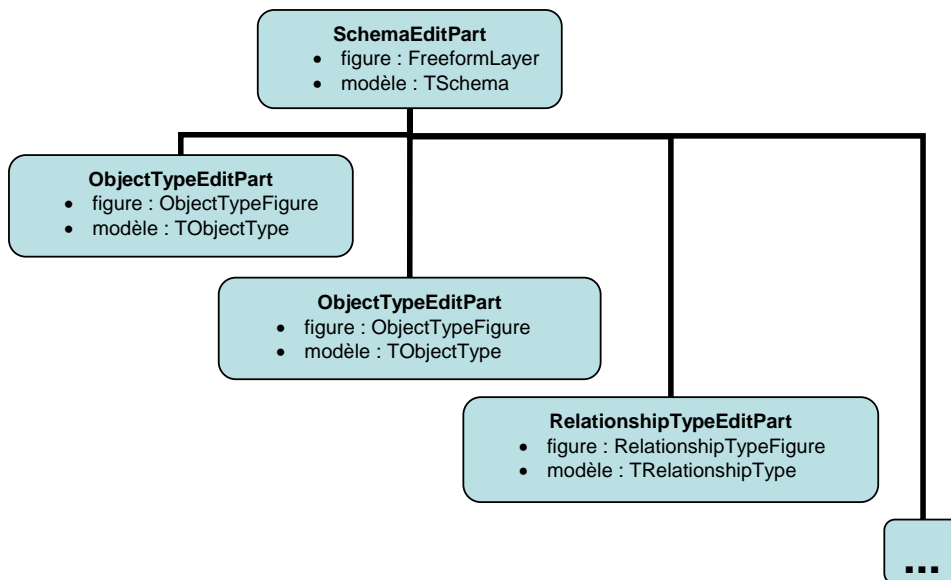 SchemaEditPart
• figure : FreeformLayer
• modèle : TSchema
ObjectTypeEditPart
• figure : ObjectTypeFigure
• modèle : TObjectType
ObjectTypeEditPart
• figure : ObjectTypeFigure
• modèle : TObjectType
RelationshipTypeEditPart
• figure : RelationshipTypeFigure
• modèle : TRelationshipType
...